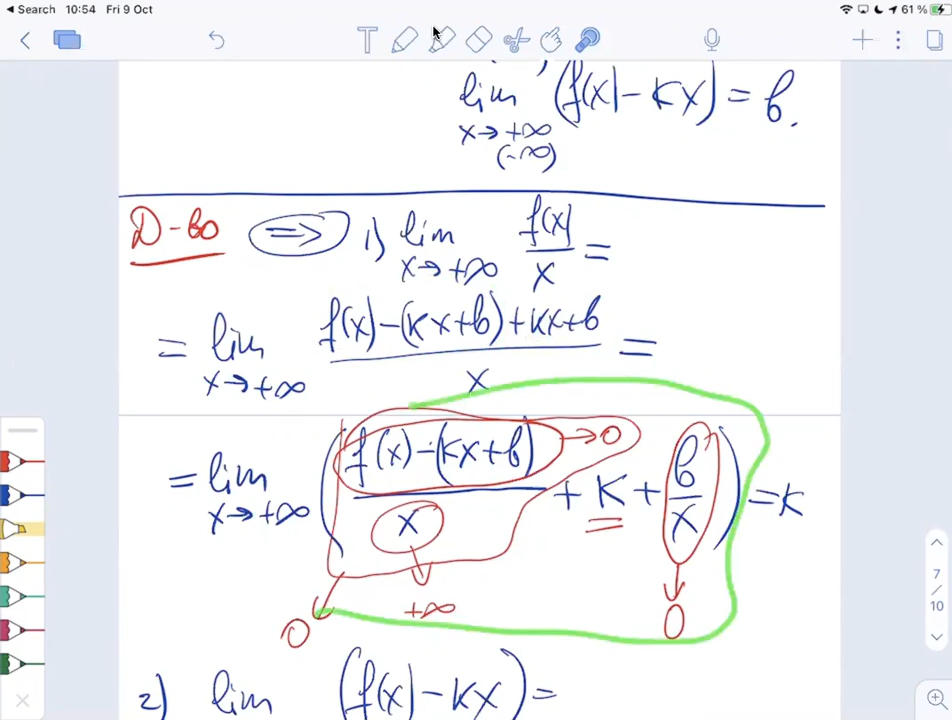 Search 10:54 Fri 9 Oct 61 %
lim (f(x) – kx) = b.
x→+∞
(-∞)
Д-во ⇒ 1) lim f(x)/x =
x→+∞
= lim (f(x)–(kx+b)+kx+b)/x =
x→+∞
= lim ((f(x)–(kx+b))/x + k + b/x) = k
x→+∞
→0
+∞
0
0
2) lim (f(x)–kx)=
7
/
10